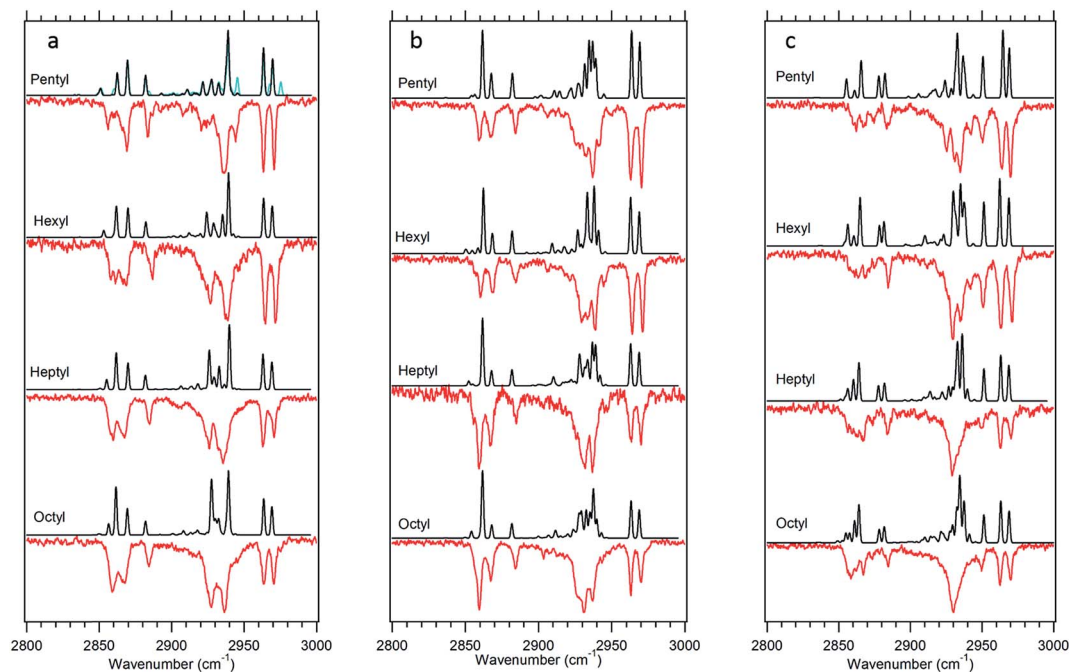 a
Pentyl
Hexyl
Heptyl
Octyl
2800 2850 2900 2950 3000
Wavenumber (cm⁻¹)
b
Pentyl
Hexyl
Heptyl
Octyl
2800 2850 2900 2950 3000
Wavenumber (cm⁻¹)
c
Pentyl
Hexyl
Heptyl
Octyl
2800 2850 2900 2950 3000
Wavenumber (cm⁻¹)